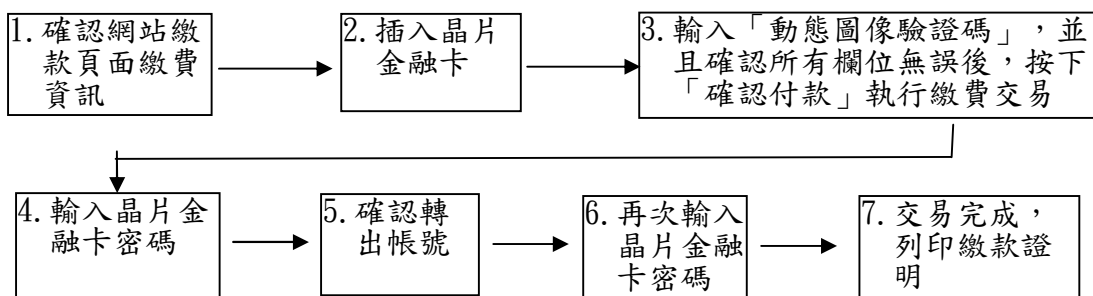 1. 確認網站繳
款頁面繳費
資訊
2. 插入晶片
金融卡
3. 輸入「動態圖像驗證碼」，並
且確認所有欄位無誤後，按下
「確認付款」執行繳費交易
4. 輸入晶片金
融卡密碼
5. 確認轉
出帳號
6. 再次輸入
晶片金融
卡密碼
7. 交易完成，
列印繳款證
明